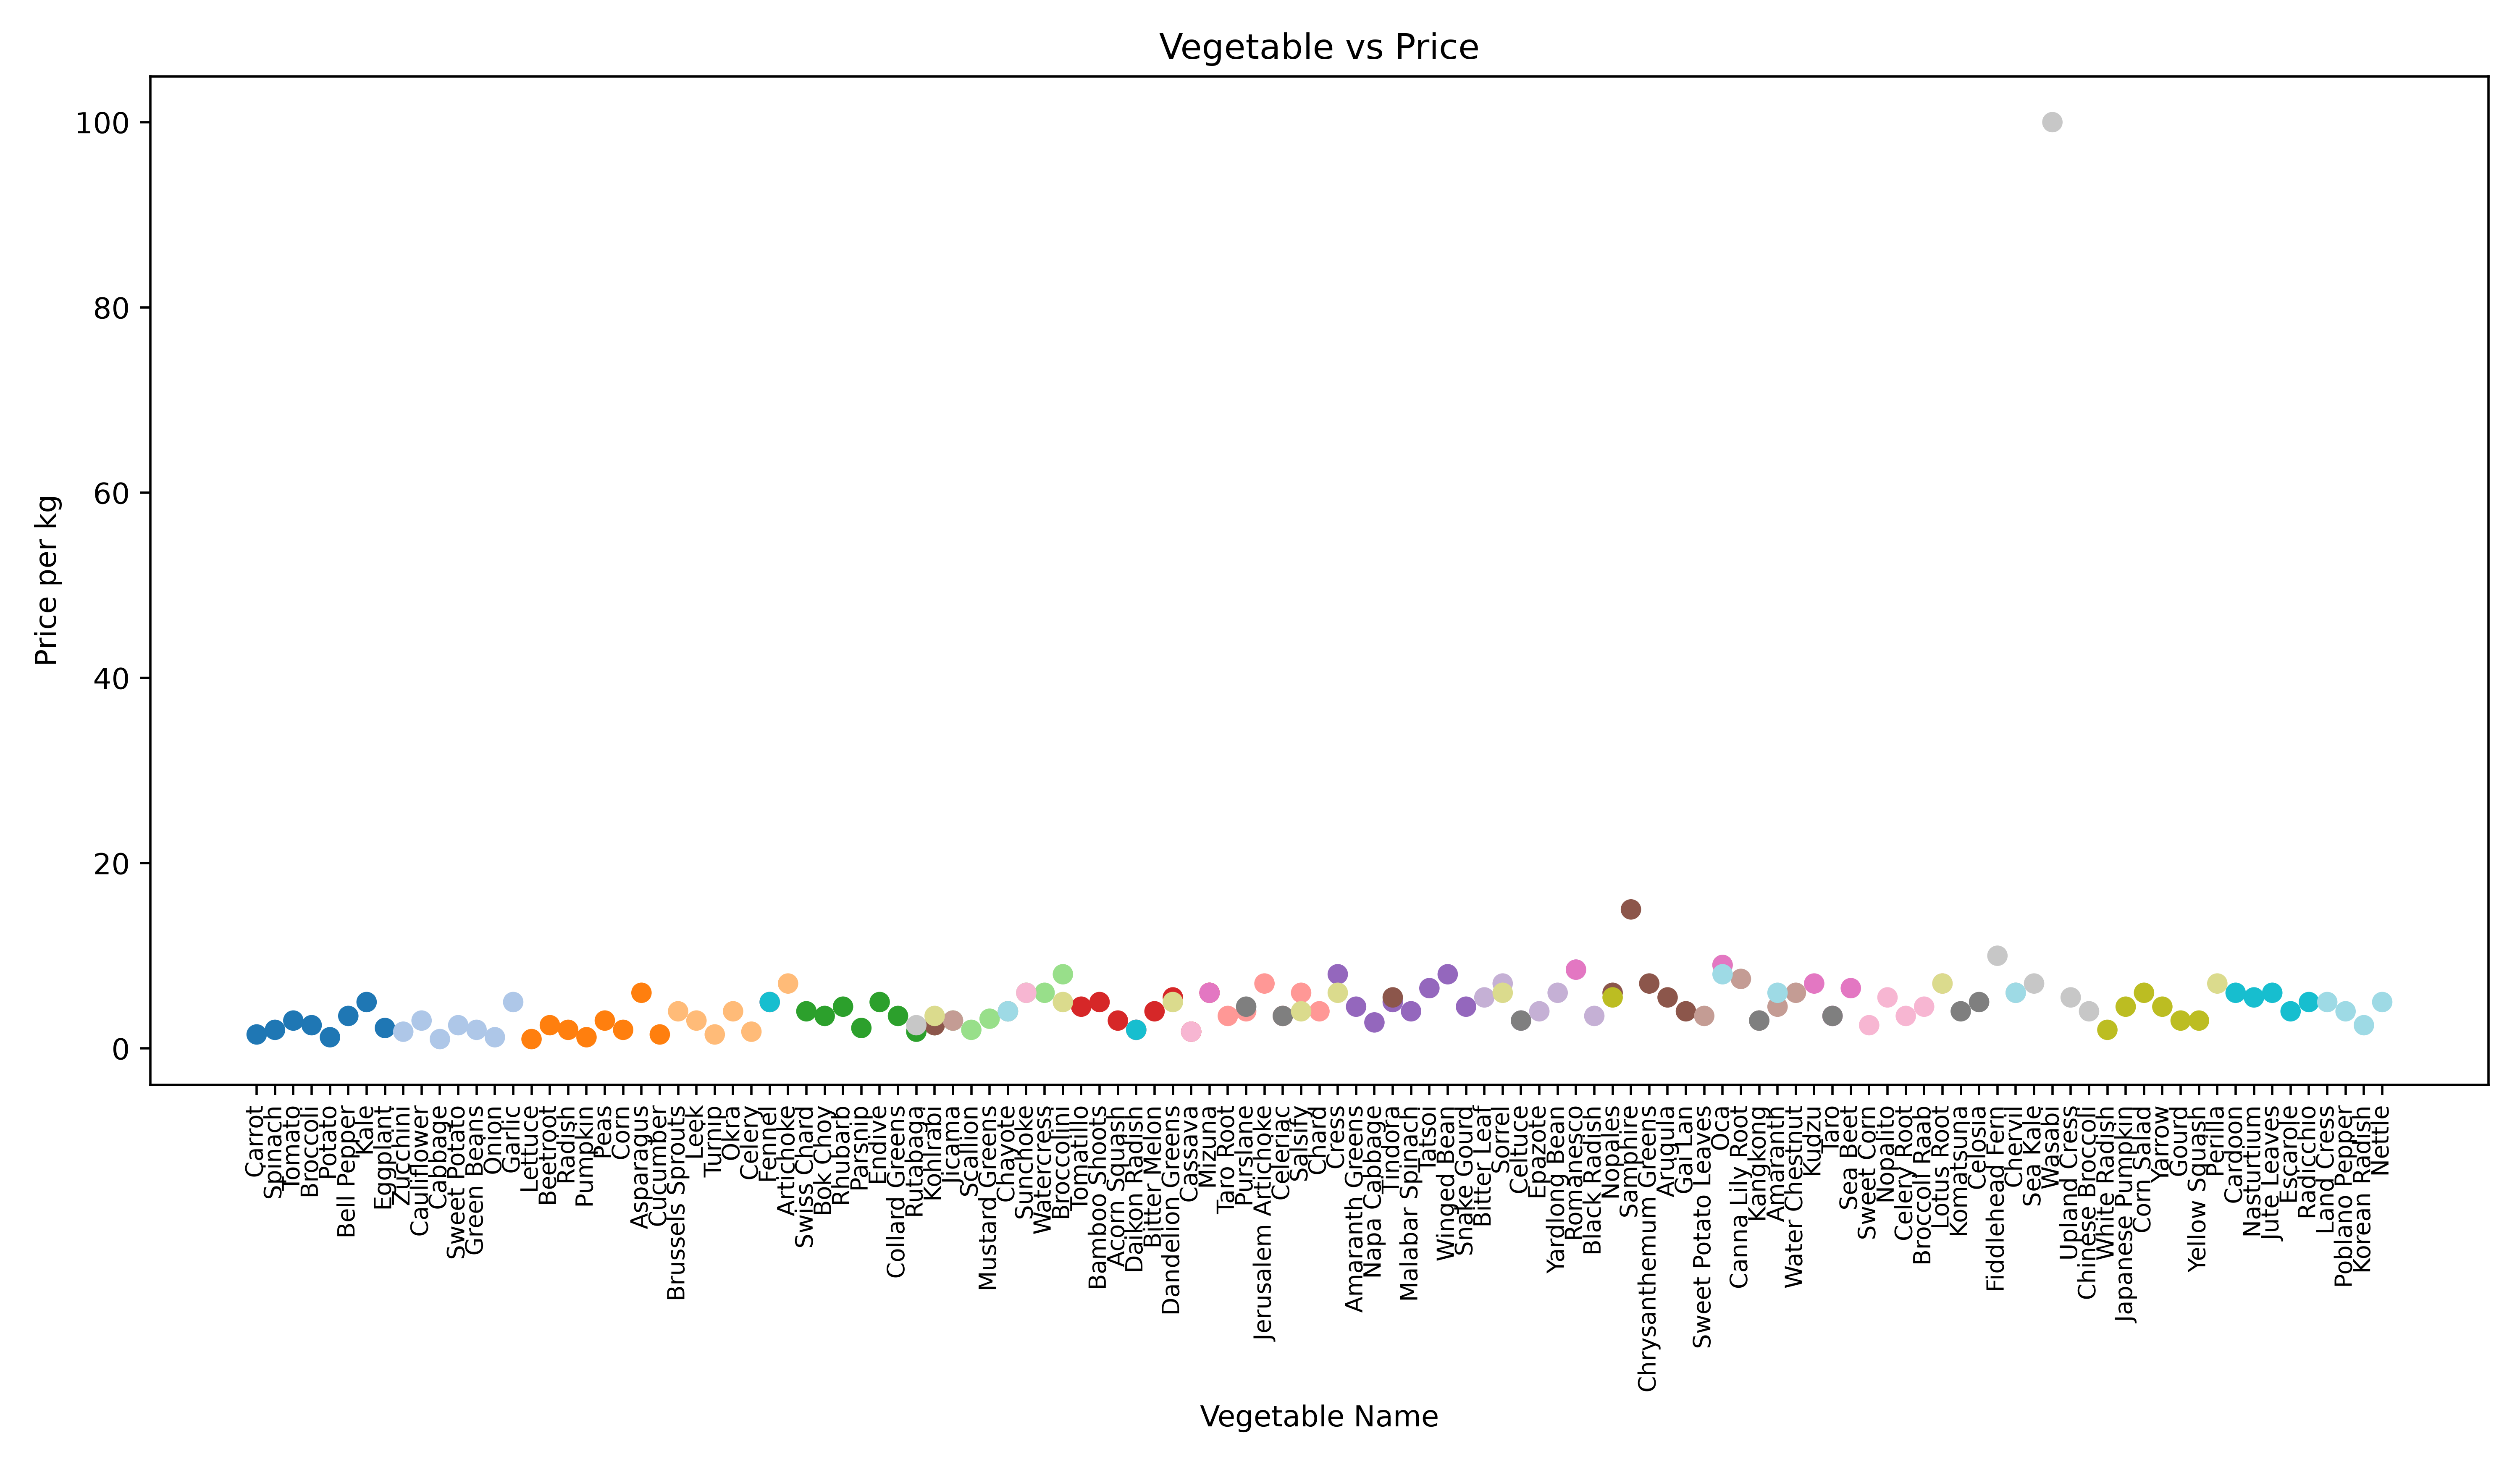 Vegetable vs Price
100
80
60
40
20
0
Price per kg
Carrot
Spinach
Tomato
Broccoli
Potato
Bell Pepper
Kale
Eggplant
Zucchini
Cauliflower
Cabbage
Sweet Potato
Green Beans
Onion
Garlic
Lettuce
Beetroot
Radish
Pumpkin
Peas
Corn
Asparagus
Cucumber
Brussels Sprouts
Leek
Turnip
Okra
Celery
Fennel
Artichoke
Swiss Chard
Bok Choy
Rhubarb
Parsnip
Endive
Collard Greens
Rutabaga
Kohlrabi
Jicama
Scallion
Mustard Greens
Chayote
Sunchoke
Watercress
Broccolini
Tomatillo
Bamboo Shoots
Acorn Squash
Daikon Radish
Bitter Melon
Dandelion Greens
Cassava
Mizuna
Taro Root
Purslane
Jerusalem Artichoke
Celeriac
Salsify
Chard
Cress
Amaranth Greens
Napa Cabbage
Tindora
Malabar Spinach
Tatsoi
Winged Bean
Snake Gourd
Bitter Leaf
Sorrel
Celtuce
Epazote
Yardlong Bean
Romanesco
Black Radish
Nopales
Samphire
Chrysanthemum Greens
Arugula
Gai Lan
Sweet Potato Leaves
Oca
Canna Lily Root
Kangkong
Amaranth
Water Chestnut
Kudzu
Taro
Sea Beet
Sweet Corn
Nopalito
Celery Root
Broccoli Raab
Lotus Root
Komatsuna
Celosia
Fiddlehead Fern
Chervil
Sea Kale
Wasabi
Upland Cress
Chinese Broccoli
White Radish
Japanese Pumpkin
Corn Salad
Yarrow
Gourd
Yellow Squash
Perilla
Cardoon
Nasturtium
Jute Leaves
Escarole
Radicchio
Land Cress
Poblano Pepper
Korean Radish
Nettle
Vegetable Name